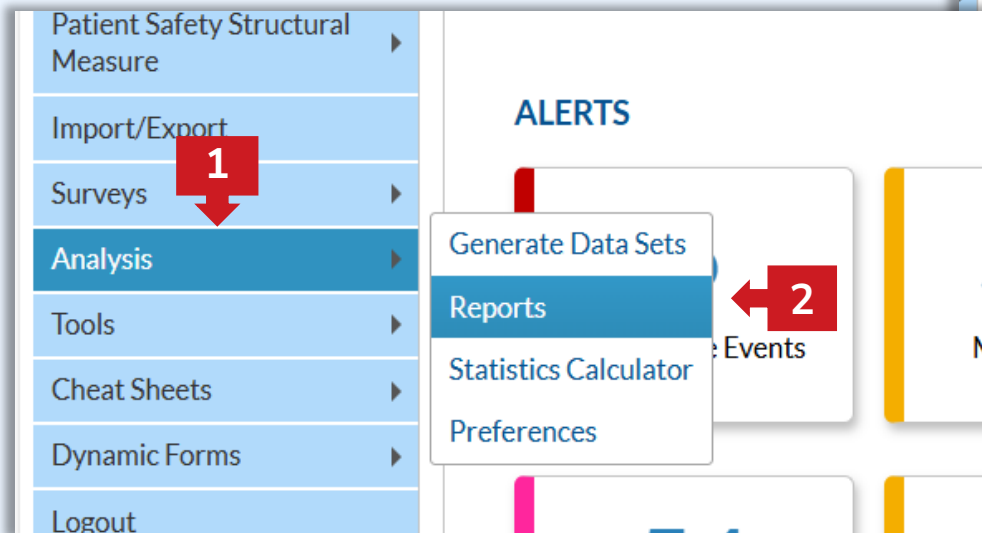 Patient Safety Structural
Measure
Import/Export
1
Surveys
Analysis
Tools
Cheat Sheets
Dynamic Forms
Logout
ALERTS
Generate Data Sets
Reports
2
Statistics Calculator
Preferences
Events